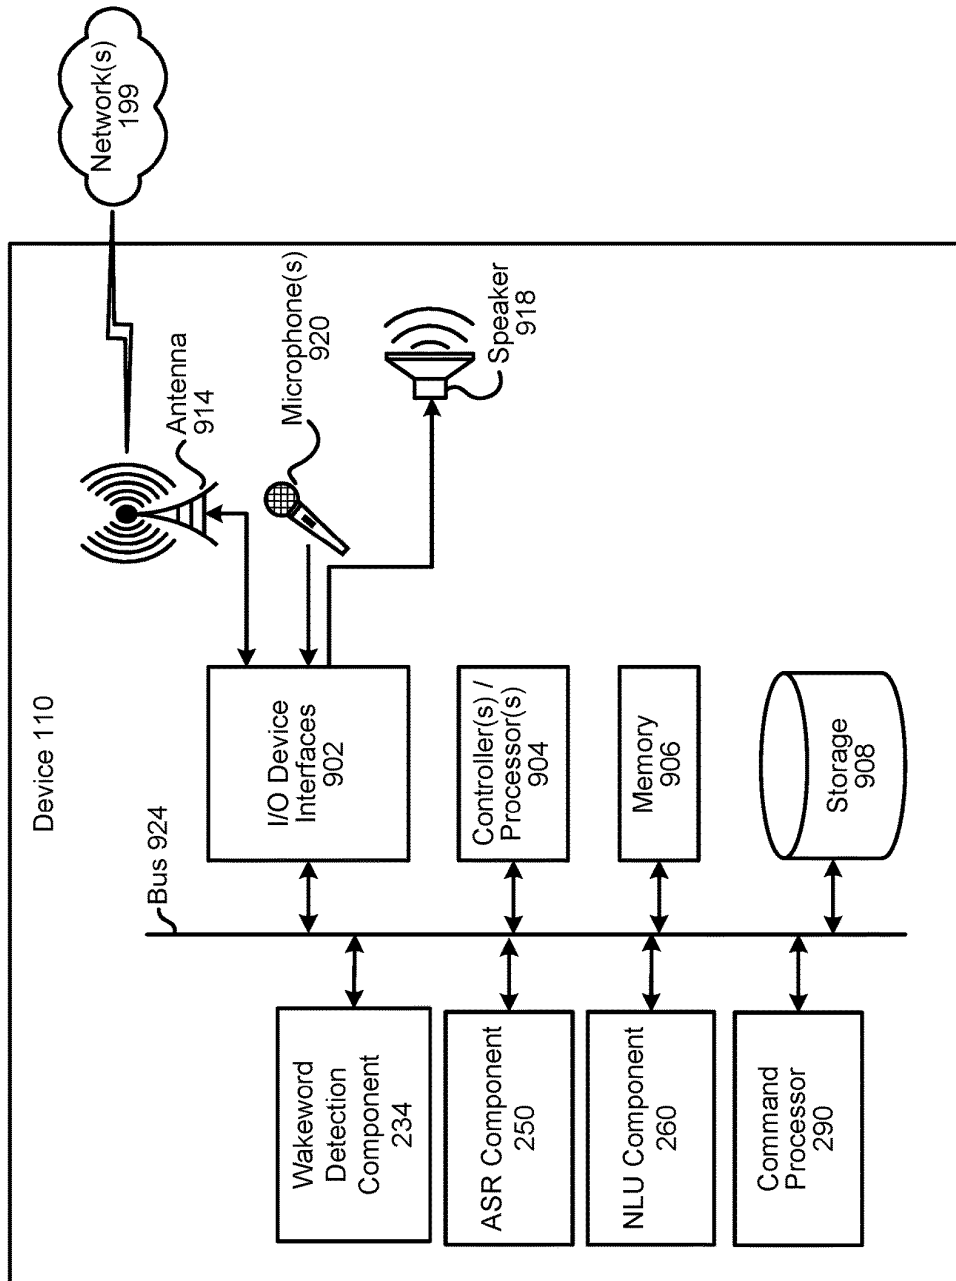 Device 110
Network(s)
199
Antenna
914
Microphone(s)
920
Speaker
918
Bus 924
I/O Device
Interfaces
902
Controller(s) /
Processor(s)
904
Memory
906
Storage
908
Wakeword
Detection
Component
234
ASR Component
250
NLU Component
260
Command
Processor
290